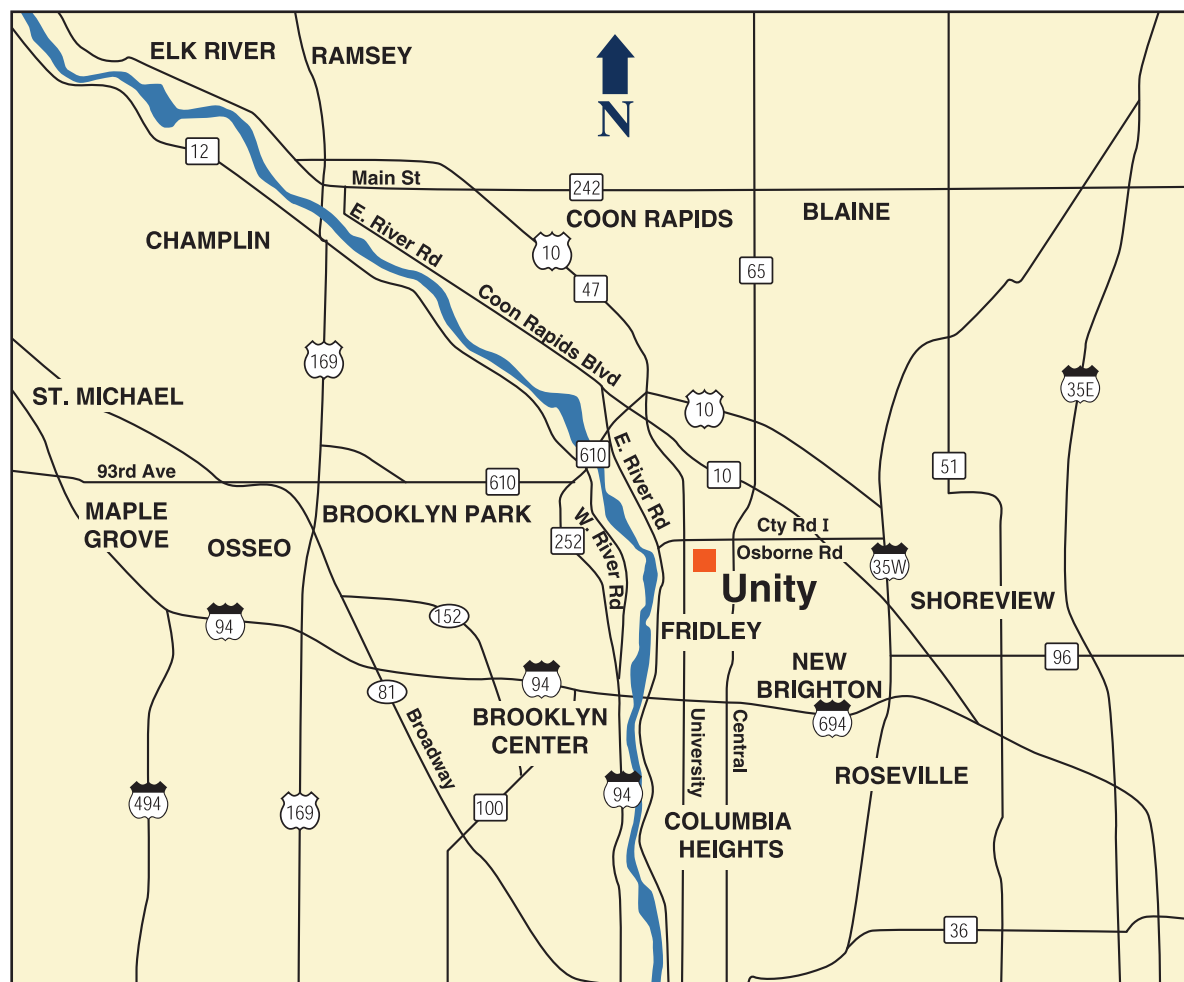 ELK RIVER
RAMSEY
N
12
Main St
242
COON RAPIDS
BLAINE
CHAMPLIN
E. River Rd
10
65
47
Coon Rapids Blvd
169
35E
ST. MICHAEL
10
610
E. River Rd
93rd Ave
610
10
51
MAPLE
GROVE
OSSEO
BROOKLYN PARK
252
W. River Rd
Cty Rd I
Osborne Rd
35W
Unity
SHOREVIEW
94
152
FRIDLEY
96
NEW
BRIGHTON
94
81
694
BROOKLYN
CENTER
Broadway
University
Central
ROSEVILLE
494
169
100
94
COLUMBIA
HEIGHTS
36